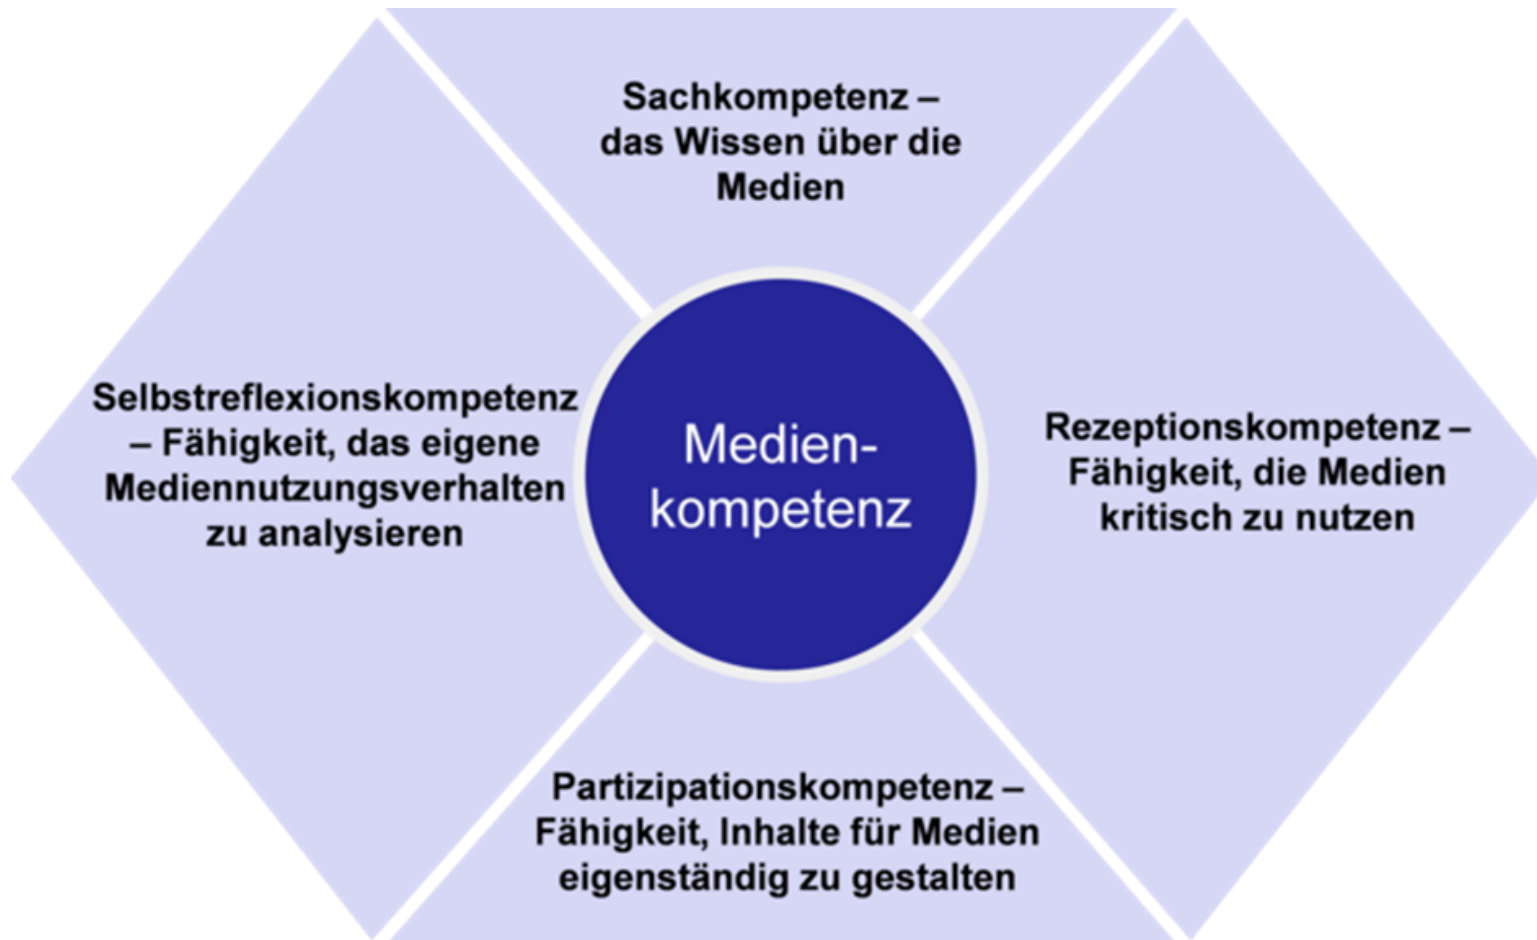 Sachkompetenz –
das Wissen über die
Medien
Selbstreflexionskompetenz
– Fähigkeit, das eigene
Mediennutzungsverhalten
zu analysieren
Medien-
kompetenz
Rezeptionskompetenz –
Fähigkeit, die Medien
kritisch zu nutzen
Partizipationskompetenz –
Fähigkeit, Inhalte für Medien
eigenständig zu gestalten